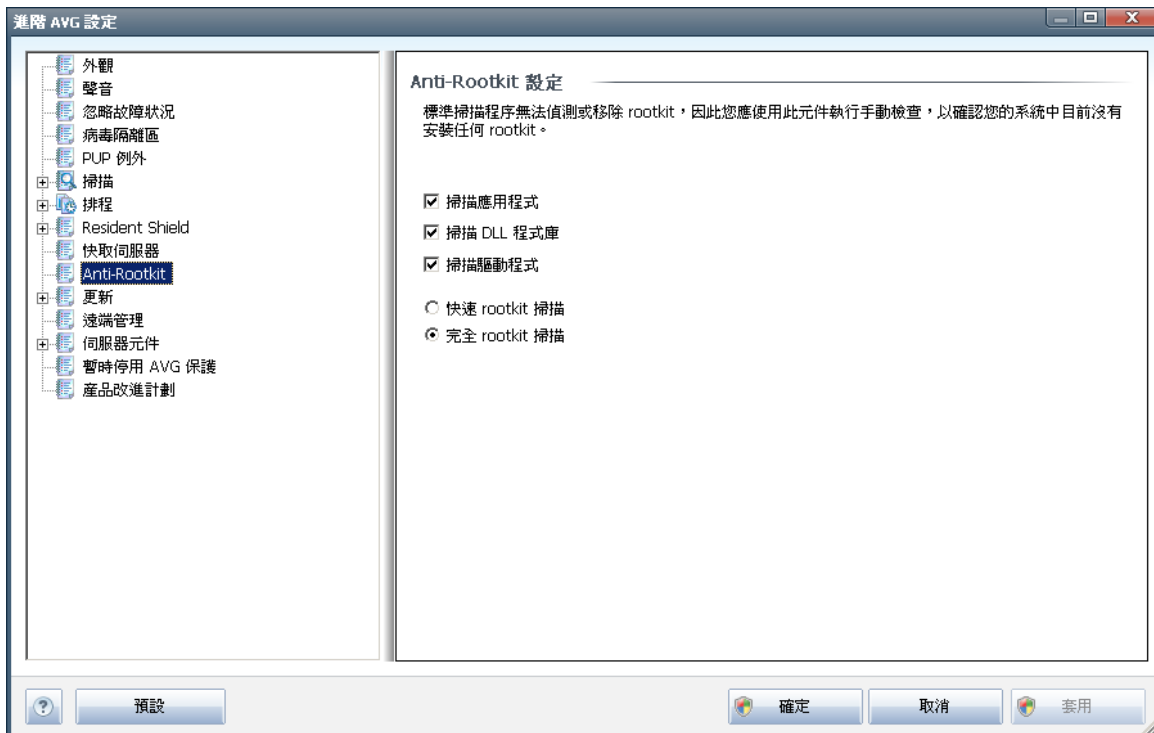 進階 AVG 設定
外觀
聲音
忽略故障狀況
病毒隔離區
PUP 例外
掃描
排程
Resident Shield
快取伺服器
Anti-Rootkit
更新
遠端管理
伺服器元件
暫時停用 AVG 保護
產品改進計劃
Anti-Rootkit 設定
標準掃描程序無法偵測或移除 rootkit，因此您應使用此元件執行手動檢查，以確認您的系統中目前沒有
安裝任何 rootkit。
掃描應用程式
掃描 DLL 程式庫
掃描驅動程式
快速 rootkit 掃描
完全 rootkit 掃描
?
預設
確定
取消
套用